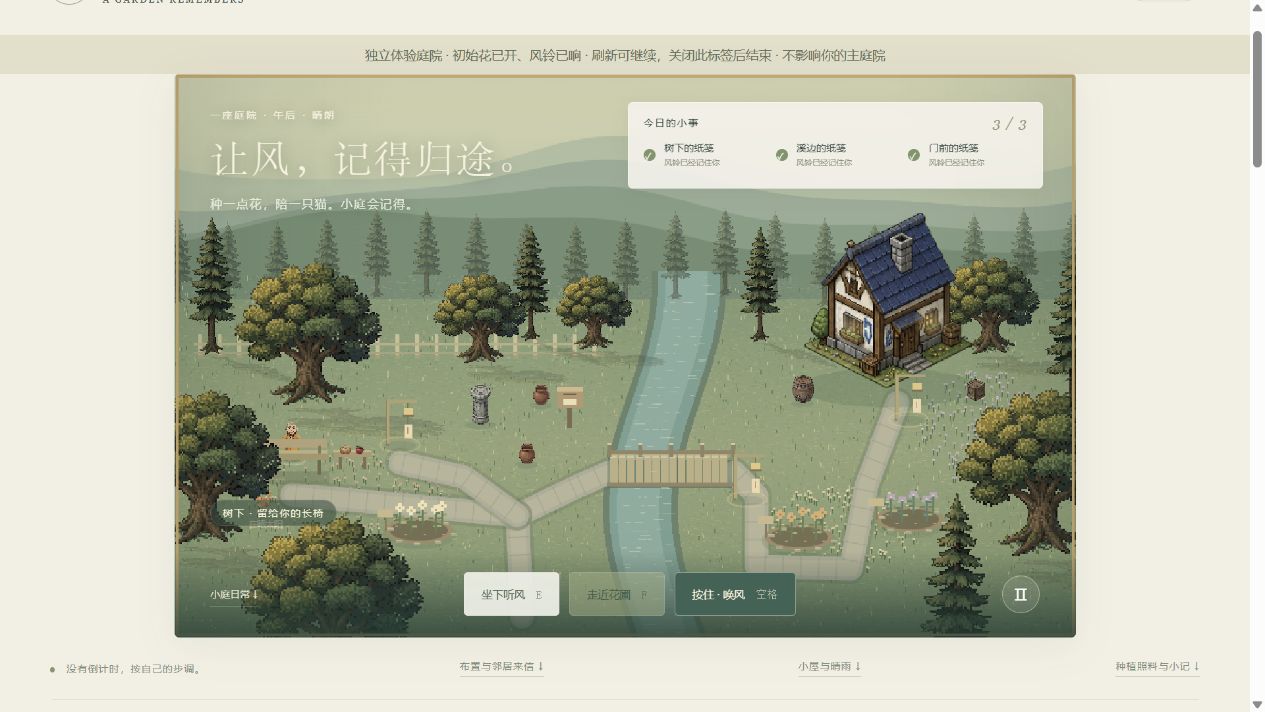 A GARDEN REMEMBERS
独立体验庭院 · 初始花已开、风铃已响 · 刷新可继续，关闭此标签后结束 · 不影响你的主庭院
一座庭院 · 午后 · 晴朗
让风，记得归途。
种一点花，陪一只猫。小庭会记得。
今日的小事
3 / 3
树下的纸笺
风铃已经记住你
溪边的纸笺
风铃已经记住你
门前的纸笺
风铃已经记住你
树下 · 留给你的长椅
小庭日常 ↓
坐下听风 E
走近花圃 F
按住 · 唤风 空格
没有倒计时，按自己的步调。
布置与邻居来信 ↓
小屋与晴雨 ↓
种植照料与小记 ↓